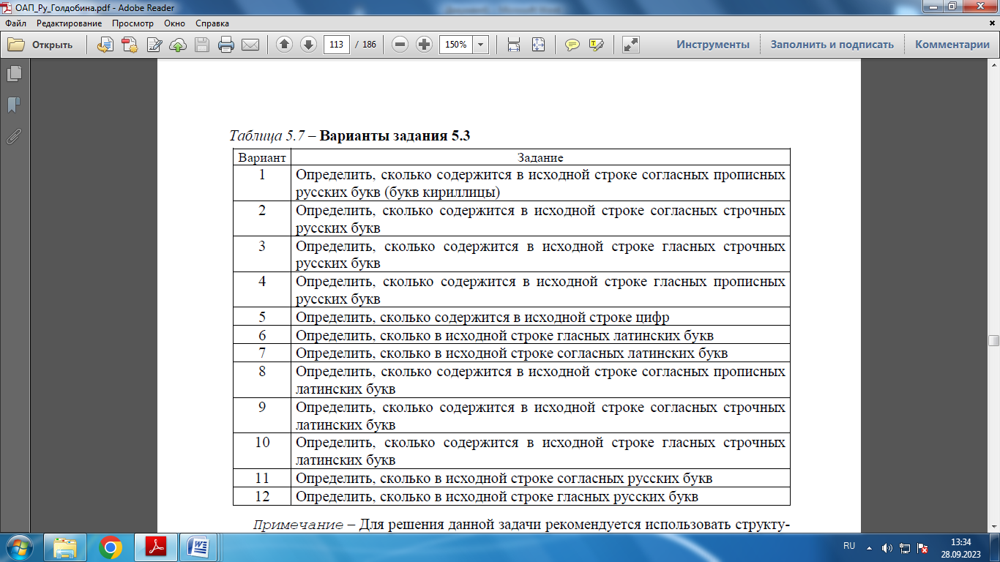 ОАП_Ру_Голдобина.pdf - Adobe Reader
Файл Редактирование Просмотр Окно Справка
Открыть 113 / 186 150% Инструменты Заполнить и подписать Комментарии
Таблица 5.7 – Варианты задания 5.3
Вариант Задание
1 Определить, сколько содержится в исходной строке согласных прописных
русских букв (букв кириллицы)
2 Определить, сколько содержится в исходной строке согласных строчных
русских букв
3 Определить, сколько содержится в исходной строке гласных строчных
русских букв
4 Определить, сколько содержится в исходной строке гласных прописных
русских букв
5 Определить, сколько содержится в исходной строке цифр
6 Определить, сколько в исходной строке гласных латинских букв
7 Определить, сколько в исходной строке согласных латинских букв
8 Определить, сколько содержится в исходной строке согласных прописных
латинских букв
9 Определить, сколько содержится в исходной строке согласных строчных
латинских букв
10 Определить, сколько содержится в исходной строке гласных строчных
латинских букв
11 Определить, сколько в исходной строке согласных русских букв
12 Определить, сколько в исходной строке гласных русских букв
Примечание – Для решения данной задачи рекомендуется использовать структу-
RU 13:34
28.09.2023